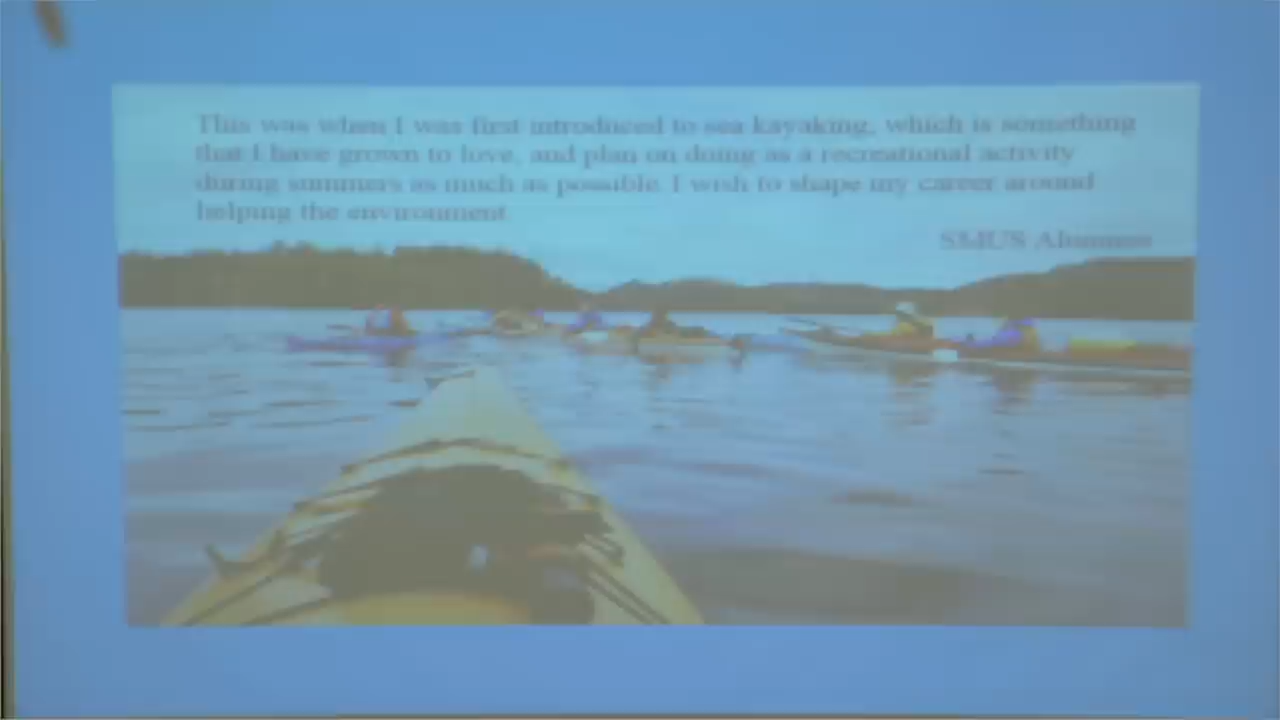 This was when I was first introduced to sea kayaking, which is something
that I have grown to love, and plan on doing as a recreational activity
during summers as much as possible. I wish to shape my career around
helping the environment
SMUS Alumnus